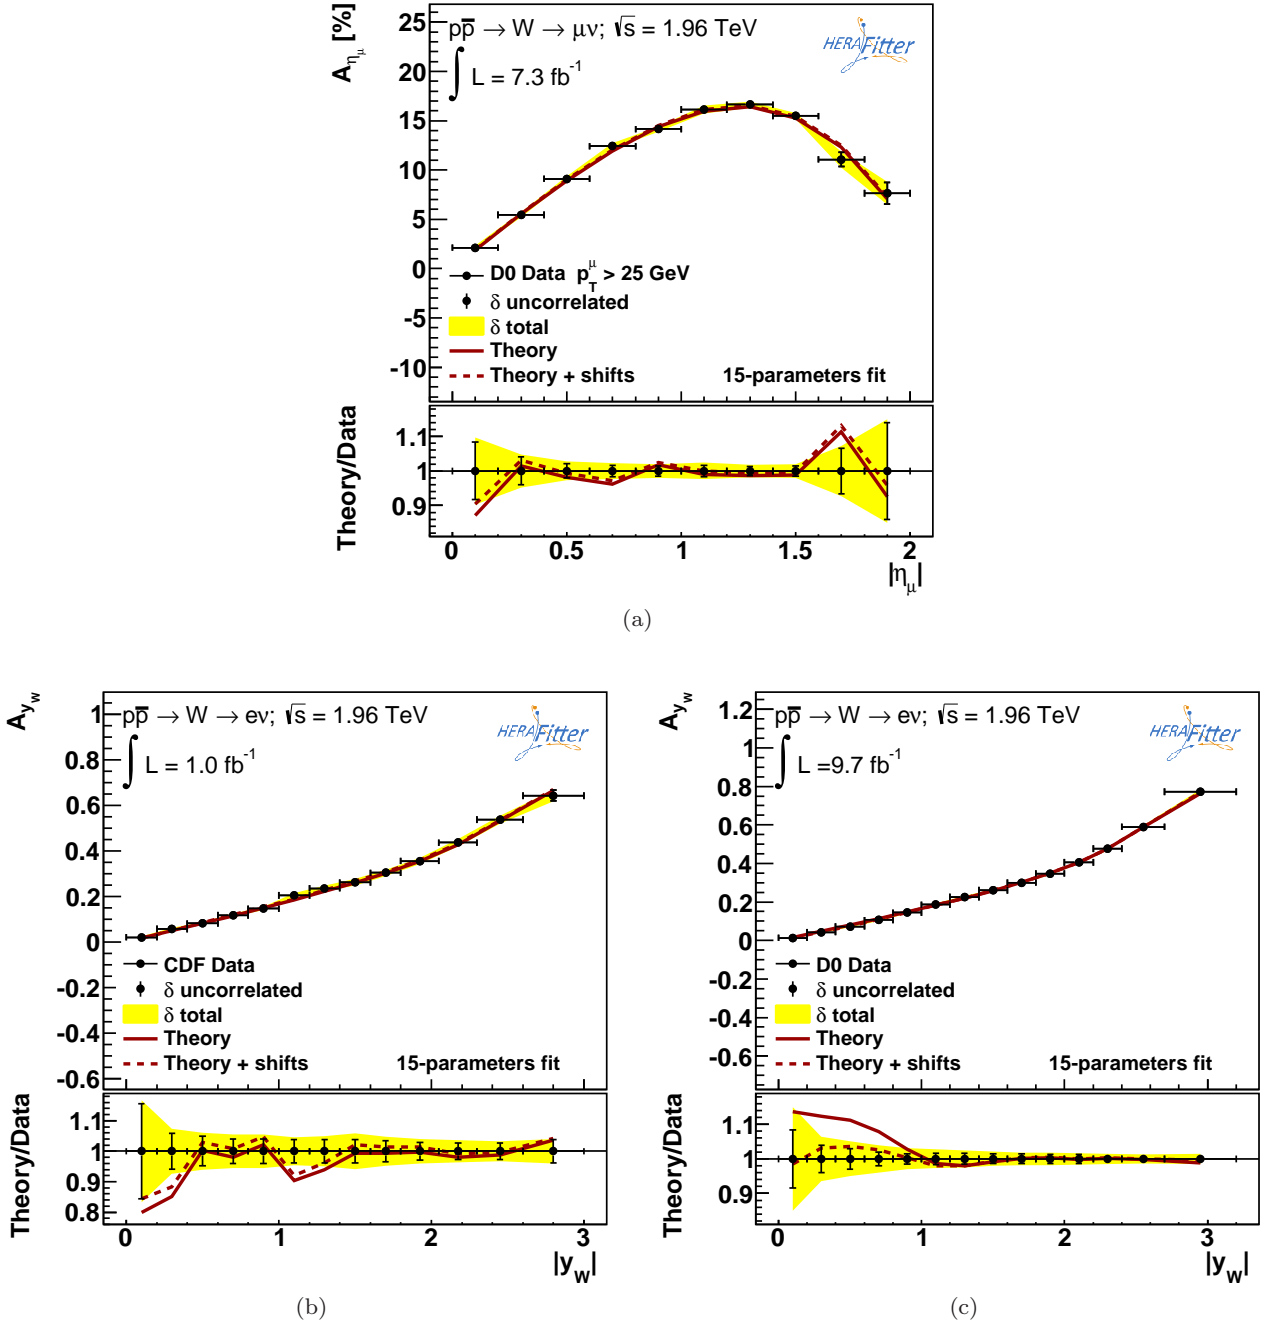 A_ημ [%]
25
20
15
10
5
0
-5
-10
pp̅ → W → μν; √s = 1.96 TeV
∫ L = 7.3 fb⁻¹
HERAFitter
D0 Data p_T^μ > 25 GeV
δ uncorrelated
δ total
Theory
Theory + shifts
15-parameters fit
Theory/Data
1.1
1
0.9
0 0.5 1 1.5 2
|η_μ|
(a)
A_y_W
1
0.8
0.6
0.4
0.2
0
-0.2
-0.4
-0.6
pp̅ → W → eν; √s = 1.96 TeV
∫ L = 1.0 fb⁻¹
HERAFitter
CDF Data
δ uncorrelated
δ total
Theory
Theory + shifts
15-parameters fit
Theory/Data
1.1
1
0.9
0.8
0 1 2 3
|y_W|
(b)
A_y_W
1.2
1
0.8
0.6
0.4
0.2
0
-0.2
-0.4
-0.6
pp̅ → W → eν; √s = 1.96 TeV
∫ L =9.7 fb⁻¹
HERAFitter
D0 Data
δ uncorrelated
δ total
Theory
Theory + shifts
15-parameters fit
Theory/Data
1.1
1
0.9
0 1 2 3
|y_W|
(c)